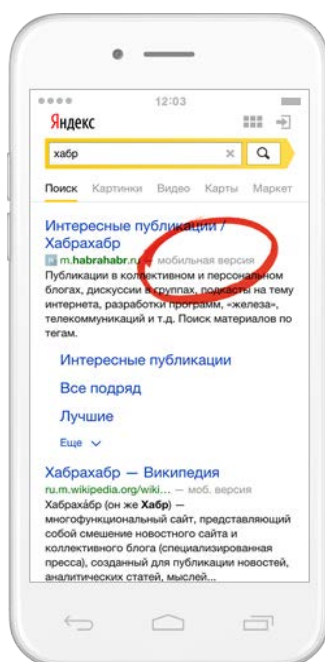 12:03
Яндекс
хабр
Поиск Картинки Видео Карты Маркет
Интересные публикации /
Хабрахабр
m.habrahabr.ru — мобильная версия
Публикации в коллективном и персональном
блогах, дискуссии в группах, подкасты на тему
интернета, разработки программ, «железа»,
телекоммуникаций и т.д. Поиск материалов по
тегам.
Интересные публикации
Все подряд
Лучшие
Еще
Хабрахабр — Википедия
ru.m.wikipedia.org/wiki... — моб. версия
Хабраха́бр (он же Хабр) —
многофункциональный сайт, представляющий
собой смешение новостного сайта и
коллективного блога (специализированная
пресса), созданный для публикации новостей,
аналитических статей, мыслей...